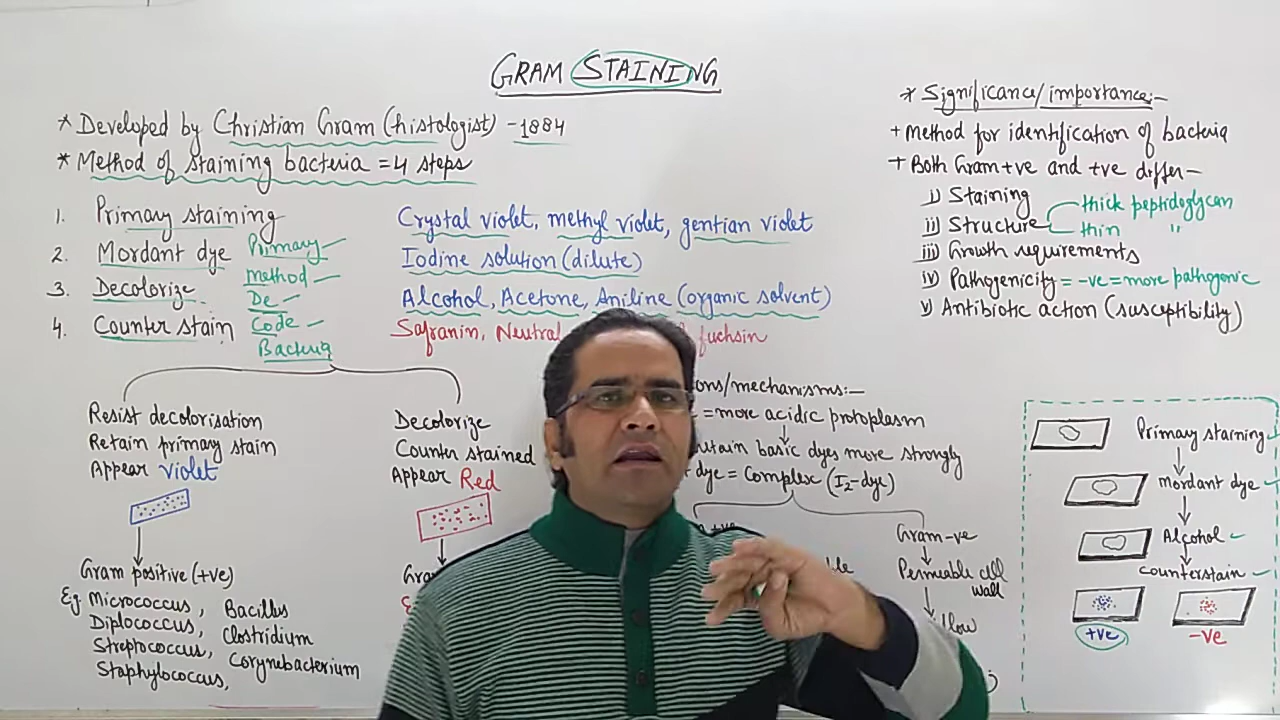 GRAM STAINING
* Developed by Christian Gram (histologist) - 1884
* Method of staining bacteria = 4 steps
1. Primary staining
2. Mordant dye
3. Decolorize
4. Counter stain
Primary
method
De
Code
Bacteria
Crystal violet, methyl violet, gentian violet
Iodine solution (dilute)
Alcohol, Acetone, Aniline (organic solvent)
Safranin, Neutral
fuchsin
Resist decolorisation
Retain primary stain
Appear violet
Gram positive (+ve)
Eg Micrococcus, Bacillus
Diplococcus, Clostridium
Streptococcus, Corynebacterium
Staphylococcus,
Decolorize
Counter stained
Appear Red
ons/mechanisms:-
= more acidic protoplasm
basic dyes more strongly
+ dye = Complex (I2-dye)
+ve
Gram -ve
Permeable cell
wall
* Significance/importance:-
+ Method for identification of bacteria
+ Both Gram +ve and +ve differ-
i) Staining
ii) Structure
thick peptidoglycan
thin "
iii) Growth requirements
iv) Pathogenicity = -ve = more pathogenic
v) Antibiotic action (susceptibility)
Primary staining
Mordant dye
Alcohol
counterstain
+ve
-ve